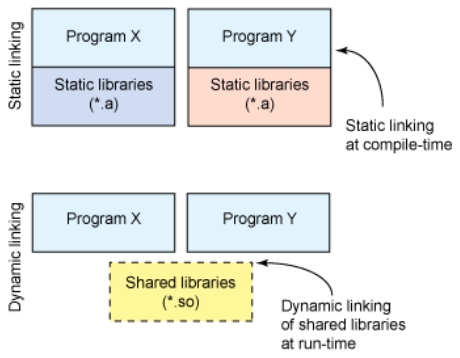 Static linking
Program X
Program Y
Static libraries
(*.a)
Static libraries
(*.a)
Static linking
at compile-time
Dynamic linking
Program X
Program Y
Shared libraries
(*.so)
Dynamic linking
of shared libraries
at run-time